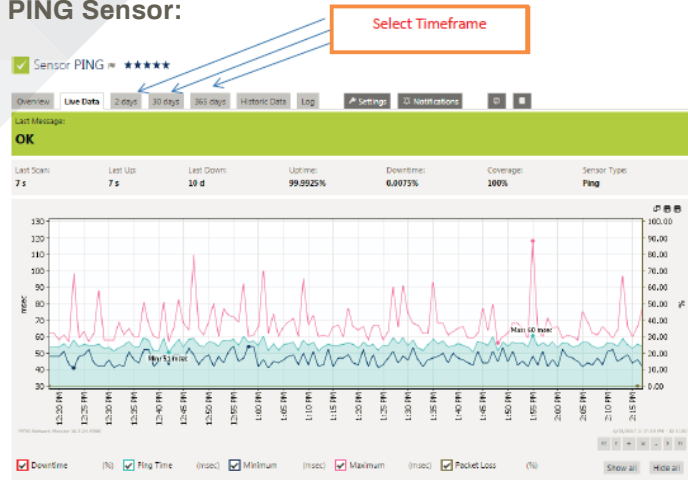 PING Sensor:
Select Timeframe
Sensor PING
Overview Live Data 2 days 30 days 365 days Historic Data Log Settings Notifications
Last Message:
OK
Last Scan: Last Up: Last Down: Uptime: Downtime: Coverage: Sensor Type:
7 s 7 s 10 d 99.9925% 0.0075% 100% Ping
130 100.00
120 90.00
110 80.00
100 70.00
90 60.00
80 50.00
70 40.00
60 30.00
50 20.00
40 10.00
30 0.00
msec
%
Max: 60 msec
Min: 51 msec
12:20 PM 12:25 PM 12:30 PM 12:35 PM 12:40 PM 12:45 PM 12:50 PM 12:55 PM 1:00 PM 1:05 PM 1:10 PM 1:15 PM 1:20 PM 1:25 PM 1:30 PM 1:35 PM 1:40 PM 1:45 PM 1:50 PM 1:55 PM 2:00 PM 2:05 PM 2:10 PM 2:15 PM
Downtime (%) Ping Time (msec) Minimum (msec) Maximum (msec) Packet Loss (%)
Show all Hide all